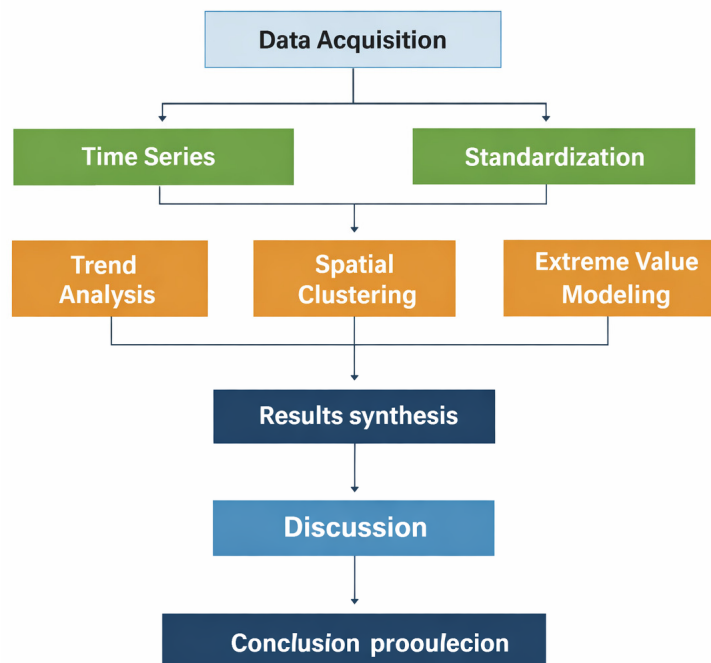 Data Acquisition
Time Series
Standardization
Trend
Analysis
Spatial
Clustering
Extreme Value
Modeling
Results synthesis
Discussion
Conclusion prooulecion